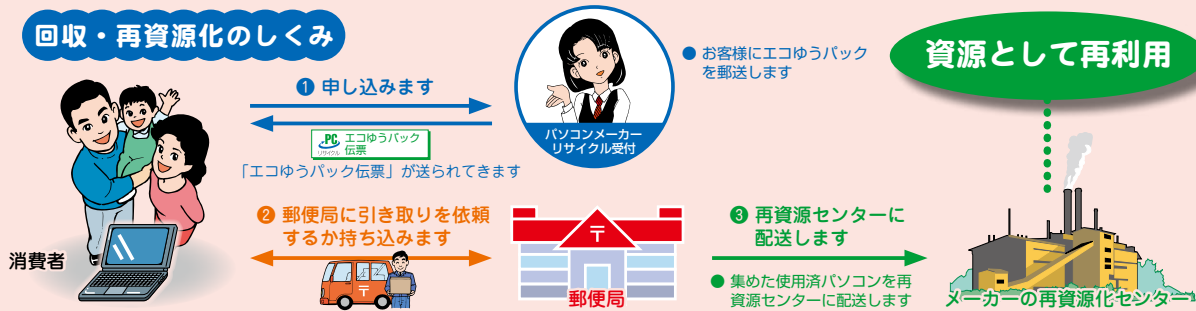 回収・再資源化のしくみ
❶ 申し込みます
PC
リサイクル
エコゆうパック
伝票
「エコゆうパック伝票」が送られてきます
パソコンメーカー
リサイクル受付
● お客様にエコゆうパック
を郵送します
資源として再利用
消費者
❷ 郵便局に引き取りを依頼
するか持ち込みます
〒
〒
郵便局
❸ 再資源センターに
配送します
● 集めた使用済パソコンを再
資源センターに配送します
メーカーの再資源化センター